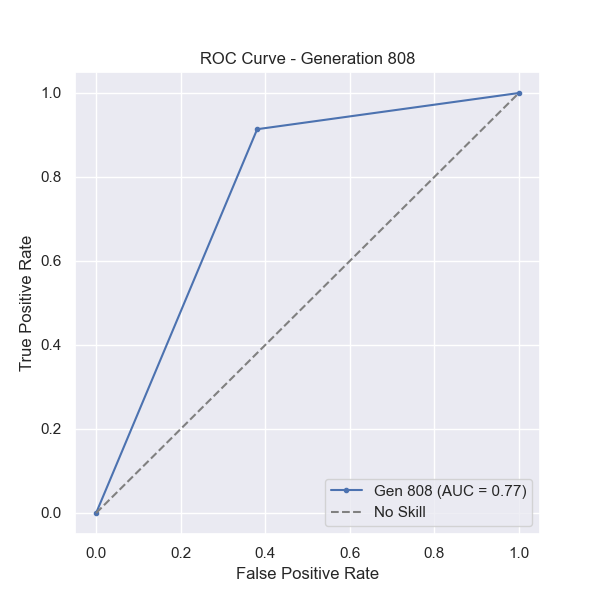 ROC Curve - Generation 808
True Positive Rate
1.0
0.8
0.6
0.4
0.2
0.0
Gen 808 (AUC = 0.77)
No Skill
0.0 0.2 0.4 0.6 0.8 1.0
False Positive Rate